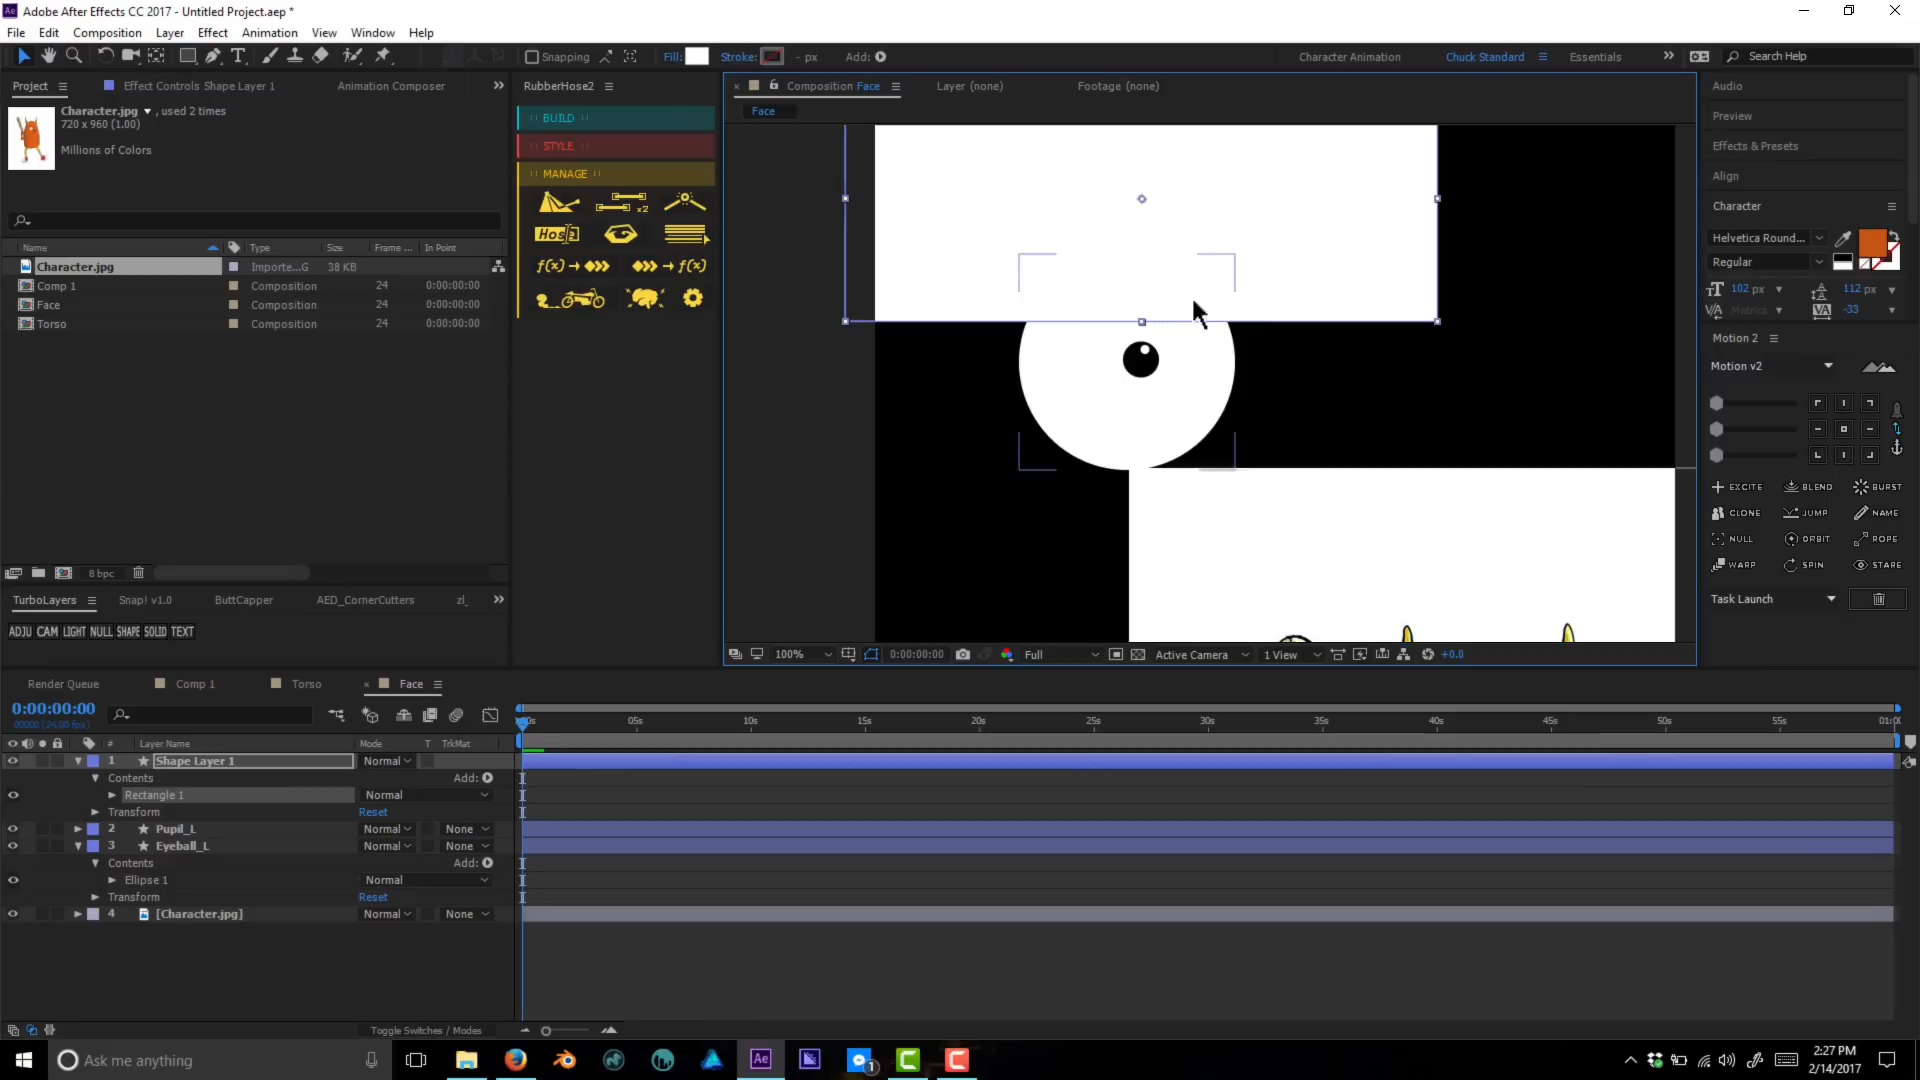 Adobe After Effects CC 2017 - Untitled Project.aep *
File Edit Composition Layer Effect Animation View Window Help
Snapping Fill: Stroke: - px Add: Character Animation Chuck Standard Essentials Search Help
Project Effect Controls Shape Layer 1 Animation Composer
Character.jpg , used 2 times
720 x 960 (1.00)
Millions of Colors
Name Type Size Frame ... In Point
Character.jpg Importe...G 38 KB
Comp 1 Composition 24 0:00:00:00
Face Composition 24 0:00:00:00
Torso Composition 24 0:00:00:00
8 bpc
TurboLayers Snap! v1.0 ButtCapper AED_CornerCutters zl_
ADJU CAM LIGHT NULL SHAPE SOLID TEXT
RubberHose2
:: BUILD ::
:: STYLE ::
:: MANAGE ::
x2
Hose
f(x) f(x)
Composition Face Layer (none) Footage (none)
Face
100% 0:00:00:00 Full Active Camera 1 View +0.0
Audio
Preview
Effects & Presets
Align
Character
Helvetica Round...
Regular
102 px 112 px
Metrics -33
Motion 2
Motion v2
EXCITE BLEND BURST
CLONE JUMP NAME
NULL ORBIT ROPE
WARP SPIN STARE
Task Launch
Render Queue Comp 1 Torso Face
0:00:00:00
00000 (24.00 fps)
05s 10s 15s 20s 25s 30s 35s 40s 45s 50s 55s
# Layer Name Mode T TrkMat
1 Shape Layer 1 Normal
Contents Add:
Rectangle 1 Normal
Transform Reset
2 Pupil_L Normal None
3 Eyeball_L Normal None
Contents Add:
Ellipse 1 Normal
Transform Reset
4 [Character.jpg] Normal None
Toggle Switches / Modes
Ask me anything
Ae
1
2:27 PM
2/14/2017